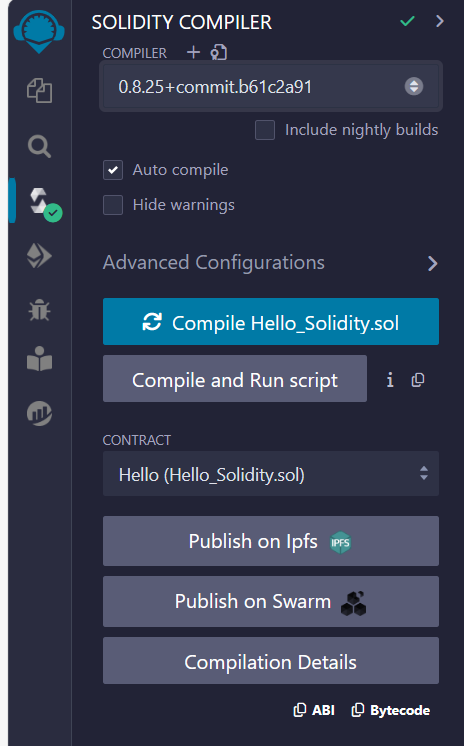 SOLIDITY COMPILER
COMPILER
0.8.25+commit.b61c2a91
Include nightly builds
Auto compile
Hide warnings
Advanced Configurations
Compile Hello_Solidity.sol
Compile and Run script
CONTRACT
Hello (Hello_Solidity.sol)
Publish on Ipfs IPFS
Publish on Swarm
Compilation Details
ABI Bytecode